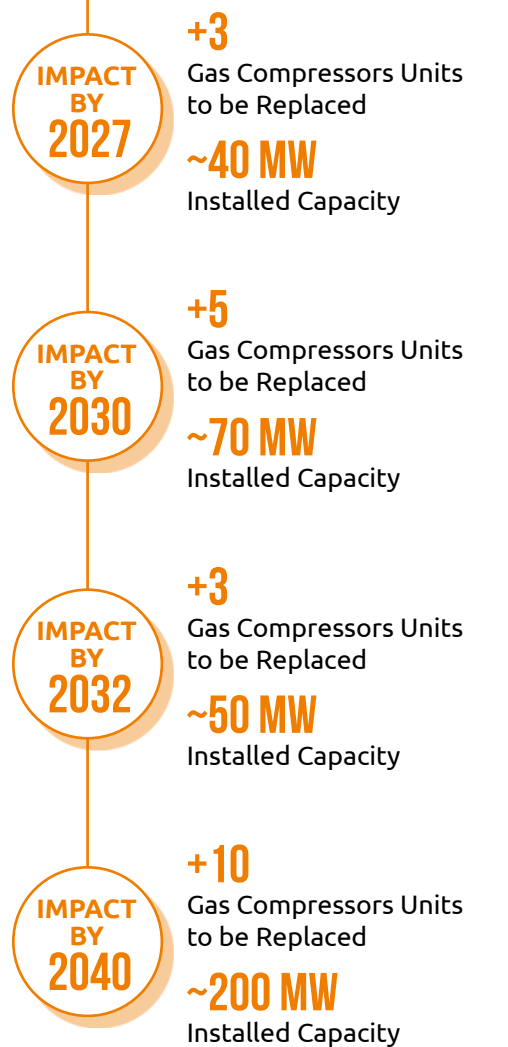 IMPACT
BY
2027
+3
Gas Compressors Units
to be Replaced
~40 MW
Installed Capacity
IMPACT
BY
2030
+5
Gas Compressors Units
to be Replaced
~70 MW
Installed Capacity
IMPACT
BY
2032
+3
Gas Compressors Units
to be Replaced
~50 MW
Installed Capacity
IMPACT
BY
2040
+10
Gas Compressors Units
to be Replaced
~200 MW
Installed Capacity